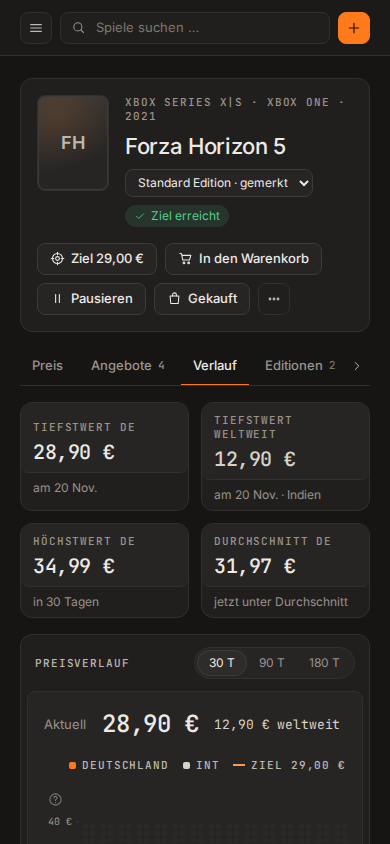 Spiele suchen ...
XBOX SERIES X|S · XBOX ONE ·
2021
FH
Forza Horizon 5
Standard Edition · gemerkt
Ziel erreicht
Ziel 29,00 €
In den Warenkorb
Pausieren
Gekauft
Preis
Angebote 4
Verlauf
Editionen 2
TIEFSTWERT DE
28,90 €
am 20 Nov.
TIEFSTWERT
WELTWEIT
12,90 €
am 20 Nov. · Indien
HÖCHSTWERT DE
34,99 €
in 30 Tagen
DURCHSCHNITT DE
31,97 €
jetzt unter Durchschnitt
PREISVERLAUF
30 T
90 T
180 T
Aktuell 28,90 € 12,90 € weltweit
DEUTSCHLAND INT ZIEL 29,00 €
40 €